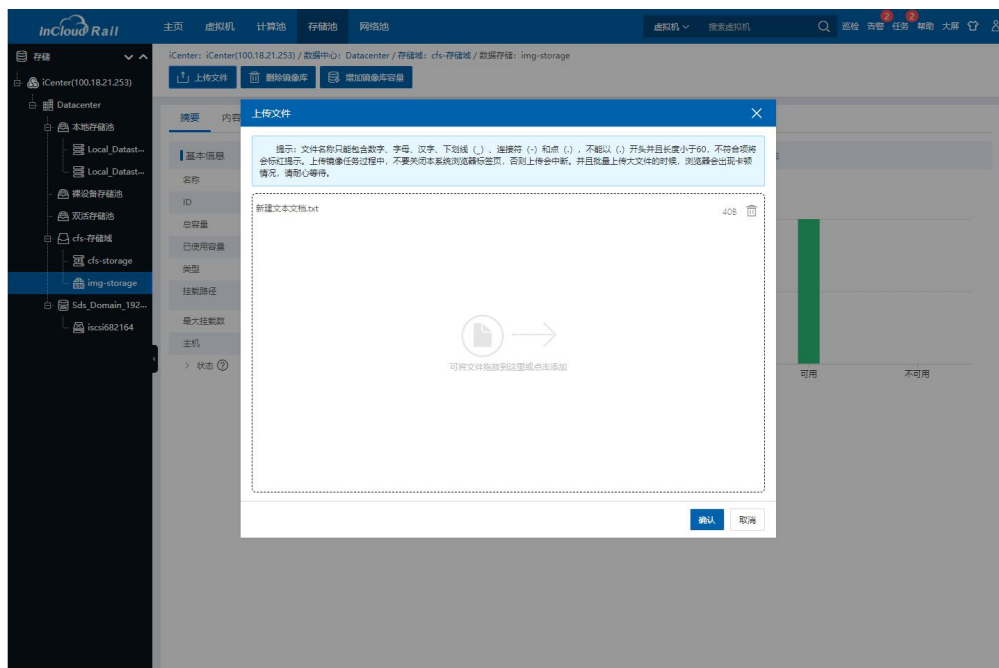 inCloud Rail
主页 虚拟机 计算池 存储池 网络池
虚拟机 搜索虚拟机 巡检 告警 2 任务 2 帮助 大屏
存储
iCenter(100.18.21.253)
Datacenter
本地存储池
Local_Datast...
Local_Datast...
裸设备存储池
双活存储池
cfs-存储域
cfs-storage
img-storage
Sds_Domain_192...
iscsi682164
iCenter: iCenter(100.18.21.253) / 数据中心: Datacenter / 存储域: cfs-存储域 / 数据存储: img-storage
上传文件 删除镜像库 增加镜像库容量
摘要 内容
基本信息
名称
ID
总容量
已使用容量
类型
挂载路径
最大挂载数
主机
状态
可用 不可用
上传文件
提示: 文件名称只能包含数字、字母、汉字、下划线 (_) 、连接符 (-) 和点 (.) , 不能以 (.) 开头并且长度小于60, 不符合项将
会标红提示。上传镜像任务过程中, 不要关闭本系统浏览器标签页, 否则上传会中断。并且批量上传大文件的时候, 浏览器会出现卡顿
情况, 请耐心等待。
新建文本文档.txt 40B
可将文件拖拽到这里或点击添加
确认 取消